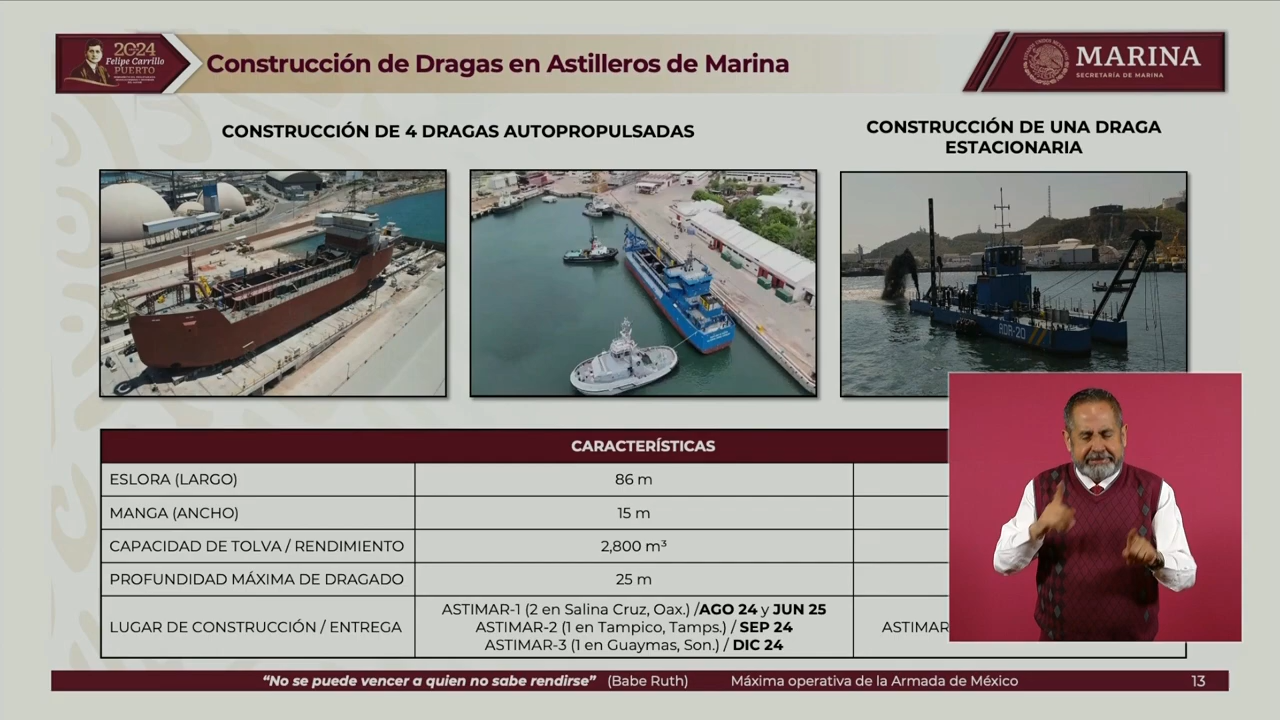 2024
Felipe Carrillo
PUERTO
Construcción de Dragas en Astilleros de Marina
MARINA
SECRETARÍA DE MARINA
CONSTRUCCIÓN DE 4 DRAGAS AUTOPROPULSADAS
CONSTRUCCIÓN DE UNA DRAGA
ESTACIONARIA
CARACTERÍSTICAS
ESLORA (LARGO) 86 m
MANGA (ANCHO) 15 m
CAPACIDAD DE TOLVA / RENDIMIENTO 2,800 m³
PROFUNDIDAD MÁXIMA DE DRAGADO 25 m
LUGAR DE CONSTRUCCIÓN / ENTREGA
ASTIMAR-1 (2 en Salina Cruz, Oax.) /AGO 24 y JUN 25
ASTIMAR-2 (1 en Tampico, Tamps.) / SEP 24
ASTIMAR-3 (1 en Guaymas, Son.) / DIC 24
ASTIMAR
“No se puede vencer a quien no sabe rendirse” (Babe Ruth) Máxima operativa de la Armada de México 13